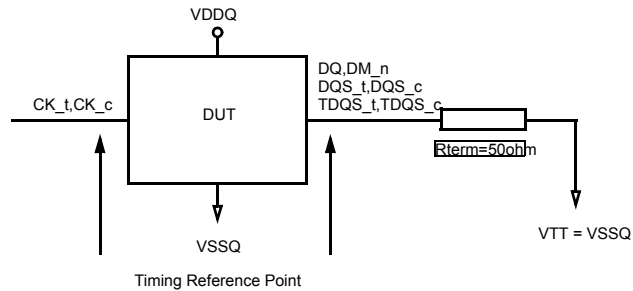 VDDQ
DQ,DM_n
DQS_t,DQS_c
TDQS_t,TDQS_c
CK_t,CK_c
DUT
Rterm=50ohm
VSSQ
VTT = VSSQ
Timing Reference Point